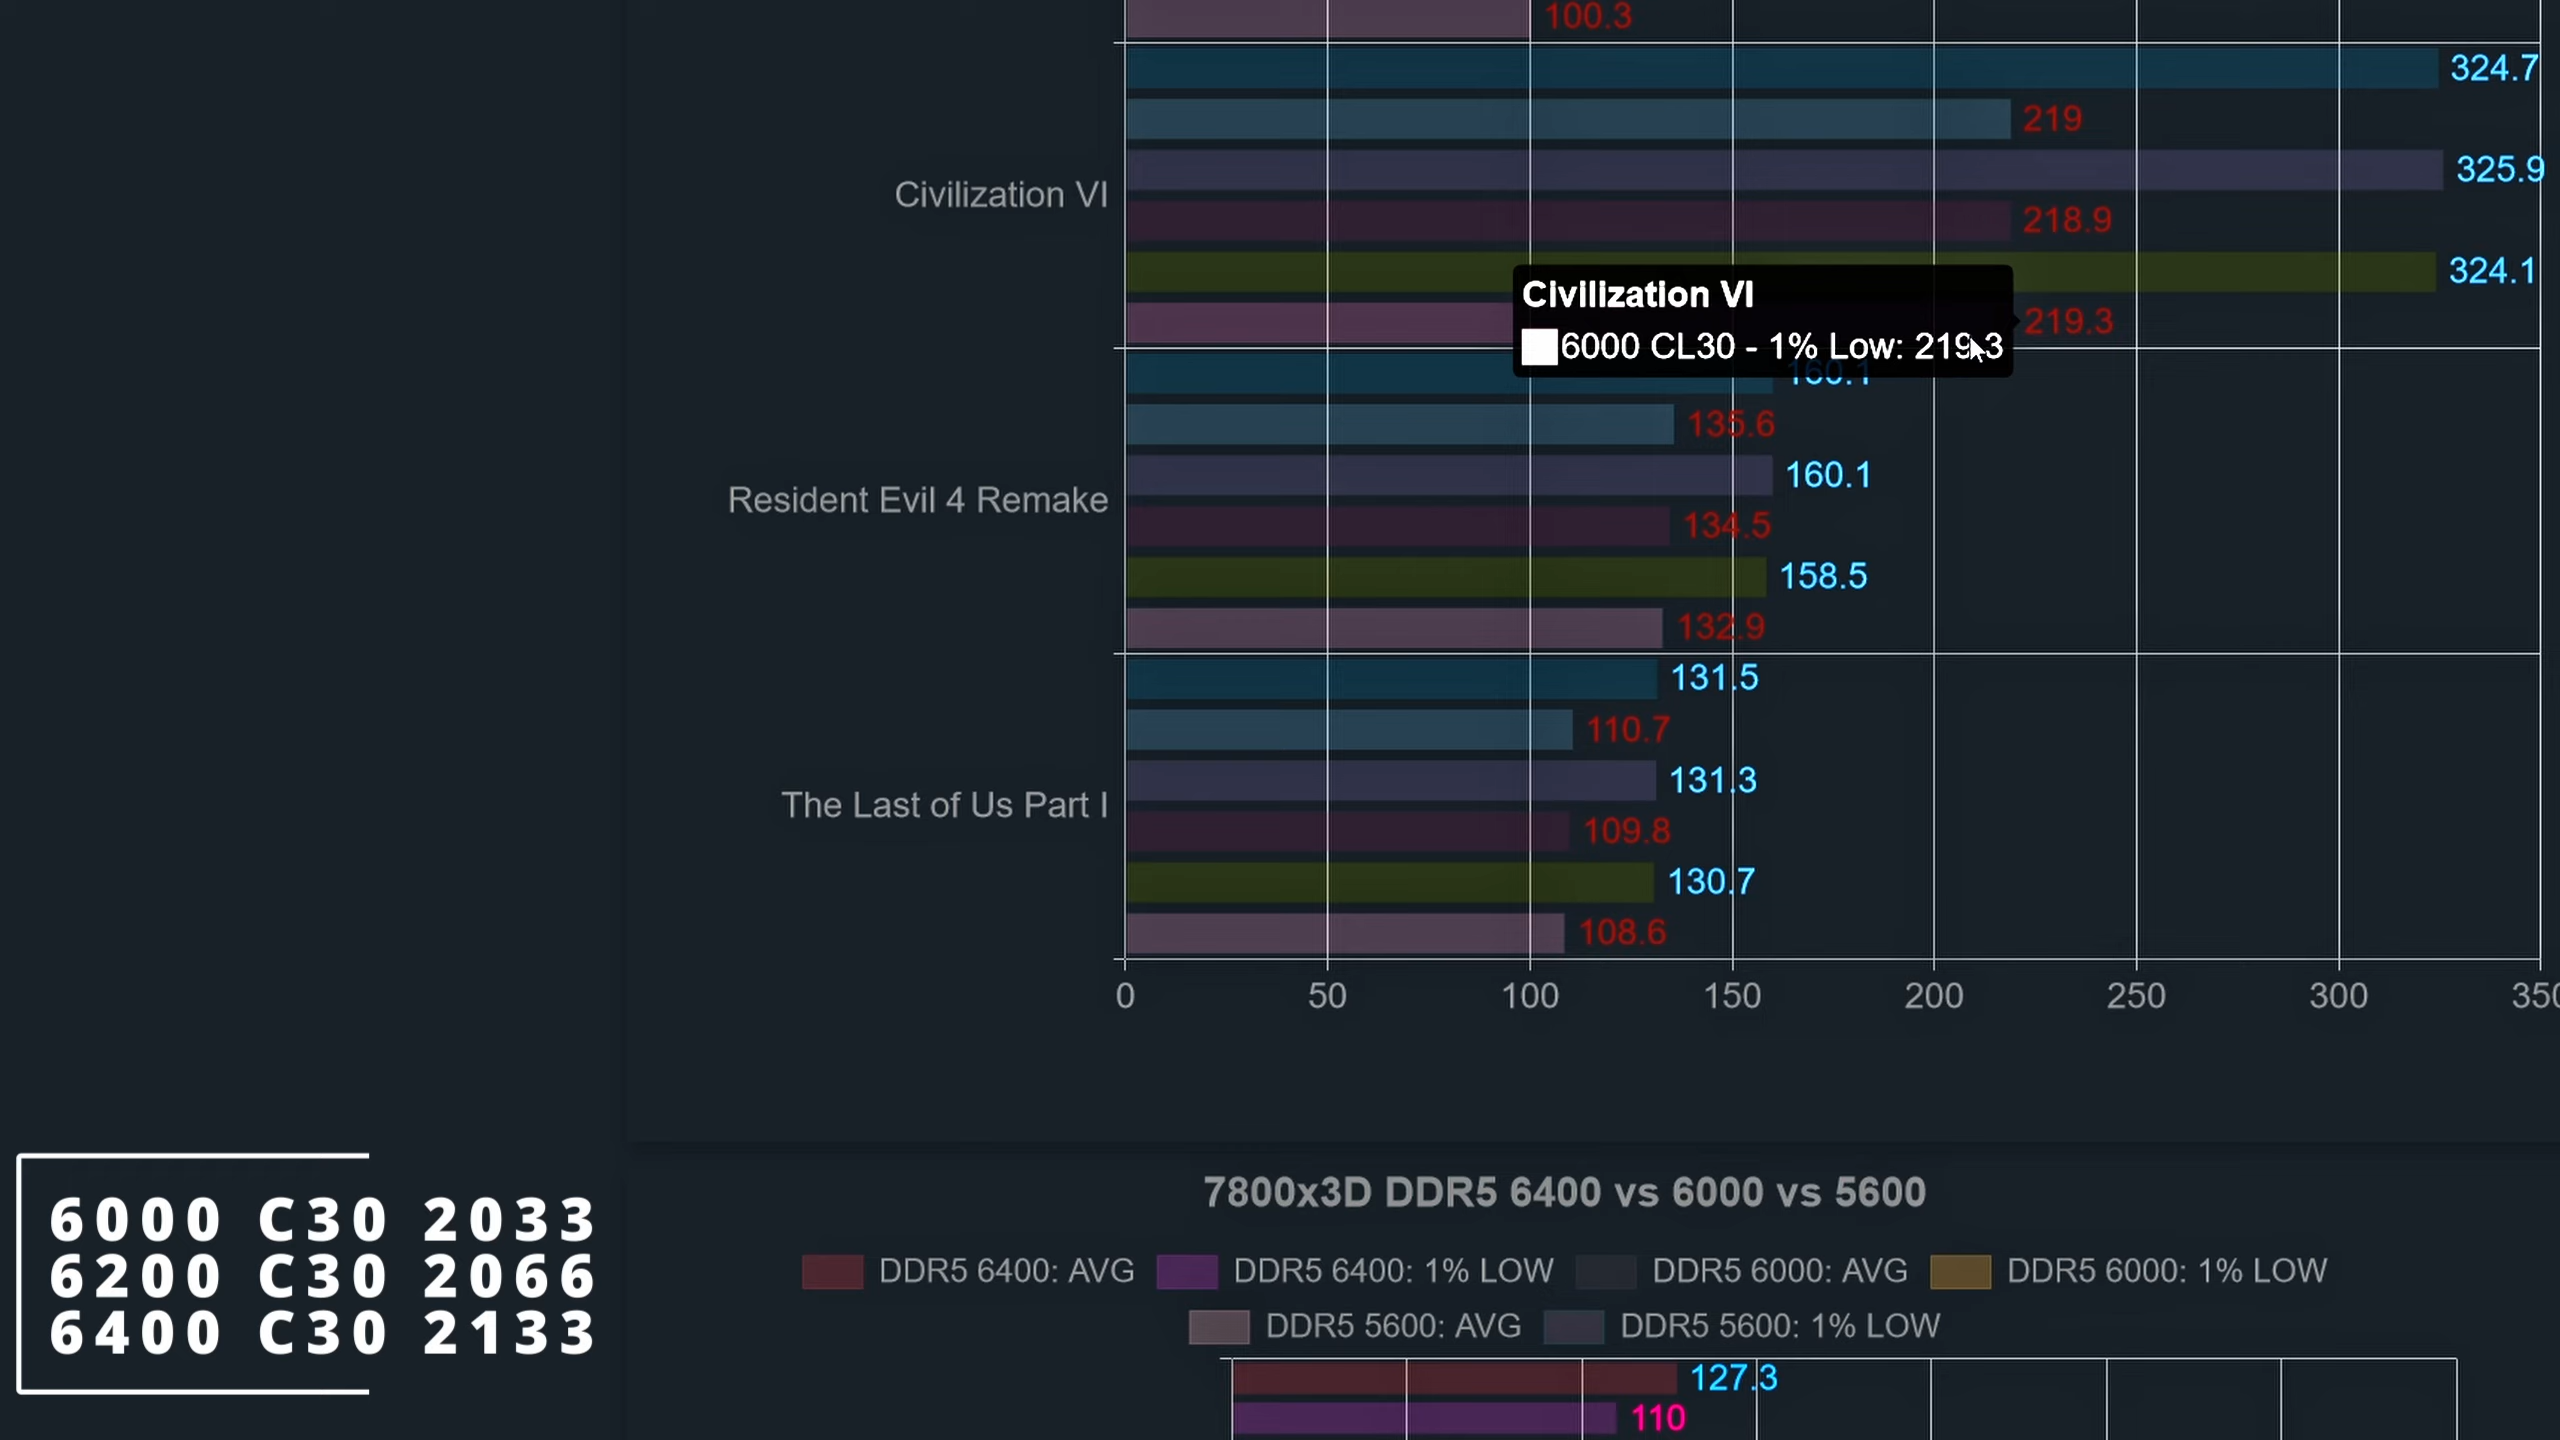 100.3
324.7
219
325.9
Civilization VI
218.9
324.1
Civilization VI
6000 CL30 - 1% Low: 219.3
219.3
160.1
135.6
160.1
Resident Evil 4 Remake
134.5
158.5
132.9
131.5
110.7
131.3
The Last of Us Part I
109.8
130.7
108.6
0 50 100 150 200 250 300 350
7800x3D DDR5 6400 vs 6000 vs 5600
DDR5 6400: AVG DDR5 6400: 1% LOW DDR5 6000: AVG DDR5 6000: 1% LOW
DDR5 5600: AVG DDR5 5600: 1% LOW
127.3
110
6000 C30 2033
6200 C30 2066
6400 C30 2133